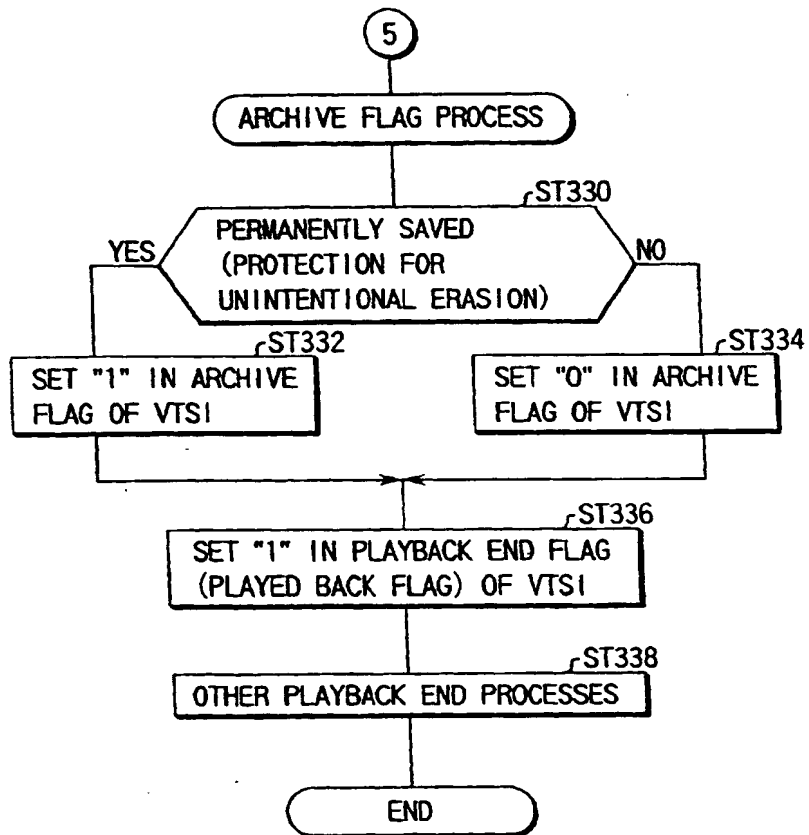 5
ARCHIVE FLAG PROCESS
ST330
PERMANENTLY SAVED
(PROTECTION FOR
UNINTENTIONAL ERASION)
YES
NO
ST332
SET "1" IN ARCHIVE
FLAG OF VTSI
ST334
SET "0" IN ARCHIVE
FLAG OF VTSI
ST336
SET "1" IN PLAYBACK END FLAG
(PLAYED BACK FLAG) OF VTSI
ST338
OTHER PLAYBACK END PROCESSES
END